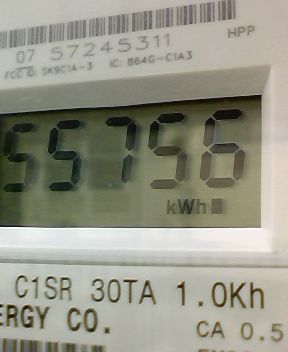 HPP
07 57245311
FCC ID: SK9C1A-3 IC: B64G-C1A3
55756
kWh
C1SR 30TA 1.0Kh
ERGY CO.
CA 0.5